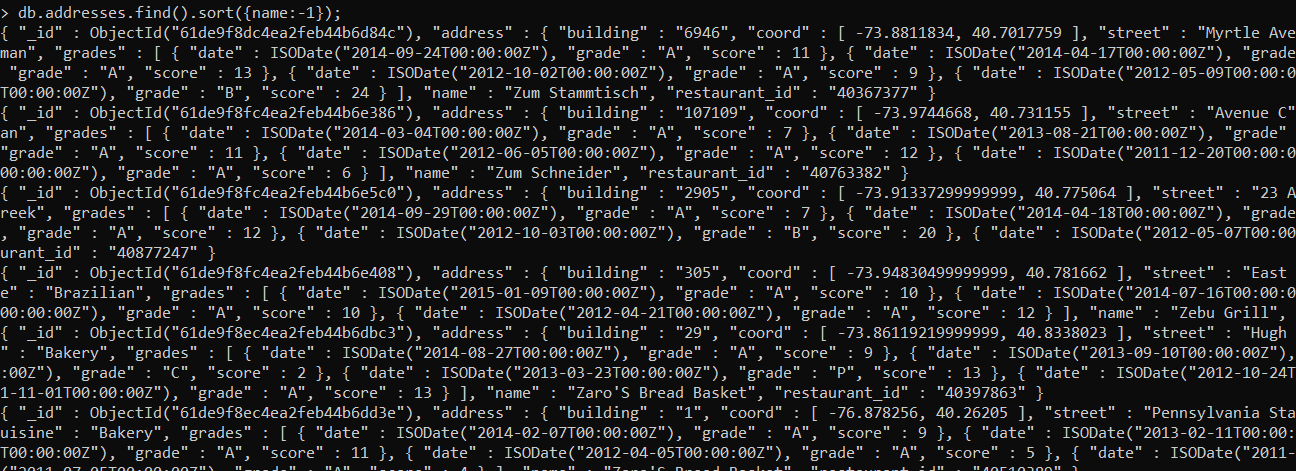 > db.addresses.find().sort({name:-1});
{ "_id" : ObjectId("61de9f8dc4ea2feb44b6d84c"), "address" : { "building" : "6946", "coord" : [ -73.8811834, 40.7017759 ], "street" : "Myrtle Ave
man", "grades" : [ { "date" : ISODate("2014-09-24T00:00:00Z"), "grade" : "A", "score" : 11 }, { "date" : ISODate("2014-04-17T00:00:00Z"), "grade
"grade" : "A", "score" : 13 }, { "date" : ISODate("2012-10-02T00:00:00Z"), "grade" : "A", "score" : 9 }, { "date" : ISODate("2012-05-09T00:00:0
T00:00:00Z"), "grade" : "B", "score" : 24 } ], "name" : "Zum Stammtisch", "restaurant_id" : "40367377" }
{ "_id" : ObjectId("61de9f8fc4ea2feb44b6e386"), "address" : { "building" : "107109", "coord" : [ -73.9744668, 40.731155 ], "street" : "Avenue C"
an", "grades" : [ { "date" : ISODate("2014-03-04T00:00:00Z"), "grade" : "A", "score" : 7 }, { "date" : ISODate("2013-08-21T00:00:00Z"), "grade"
"grade" : "A", "score" : 11 }, { "date" : ISODate("2012-06-05T00:00:00Z"), "grade" : "A", "score" : 12 }, { "date" : ISODate("2011-12-20T00:00:0
00:00:00Z"), "grade" : "A", "score" : 6 } ], "name" : "Zum Schneider", "restaurant_id" : "40763382" }
{ "_id" : ObjectId("61de9f8fc4ea2feb44b6e5c0"), "address" : { "building" : "2905", "coord" : [ -73.91337299999999, 40.775064 ], "street" : "23 A
reek", "grades" : [ { "date" : ISODate("2014-09-29T00:00:00Z"), "grade" : "A", "score" : 7 }, { "date" : ISODate("2014-04-18T00:00:00Z"), "grade
, "grade" : "A", "score" : 12 }, { "date" : ISODate("2012-10-03T00:00:00Z"), "grade" : "B", "score" : 20 }, { "date" : ISODate("2012-05-07T00:00
urant_id" : "40877247" }
{ "_id" : ObjectId("61de9f8fc4ea2feb44b6e408"), "address" : { "building" : "305", "coord" : [ -73.94830499999999, 40.781662 ], "street" : "East
e" : "Brazilian", "grades" : [ { "date" : ISODate("2015-01-09T00:00:00Z"), "grade" : "A", "score" : 10 }, { "date" : ISODate("2014-07-16T00:00:0
00:00:00Z"), "grade" : "A", "score" : 10 }, { "date" : ISODate("2012-04-21T00:00:00Z"), "grade" : "A", "score" : 12 } ], "name" : "Zebu Grill",
{ "_id" : ObjectId("61de9f8ec4ea2feb44b6dbc3"), "address" : { "building" : "29", "coord" : [ -73.86119219999999, 40.8338023 ], "street" : "Hugh
" : "Bakery", "grades" : [ { "date" : ISODate("2014-08-27T00:00:00Z"), "grade" : "A", "score" : 9 }, { "date" : ISODate("2013-09-10T00:00:00Z"),
:00Z"), "grade" : "C", "score" : 2 }, { "date" : ISODate("2013-03-23T00:00:00Z"), "grade" : "P", "score" : 13 }, { "date" : ISODate("2012-10-24T
1-11-01T00:00:00Z"), "grade" : "A", "score" : 13 } ], "name" : "Zaro'S Bread Basket", "restaurant_id" : "40397863" }
{ "_id" : ObjectId("61de9f8ec4ea2feb44b6dd3e"), "address" : { "building" : "1", "coord" : [ -76.878256, 40.26205 ], "street" : "Pennsylvania Sta
uisine" : "Bakery", "grades" : [ { "date" : ISODate("2014-02-07T00:00:00Z"), "grade" : "A", "score" : 9 }, { "date" : ISODate("2013-02-11T00:00:
T00:00:00Z"), "grade" : "A", "score" : 11 }, { "date" : ISODate("2012-04-05T00:00:00Z"), "grade" : "A", "score" : 5 }, { "date" : ISODate("2011-